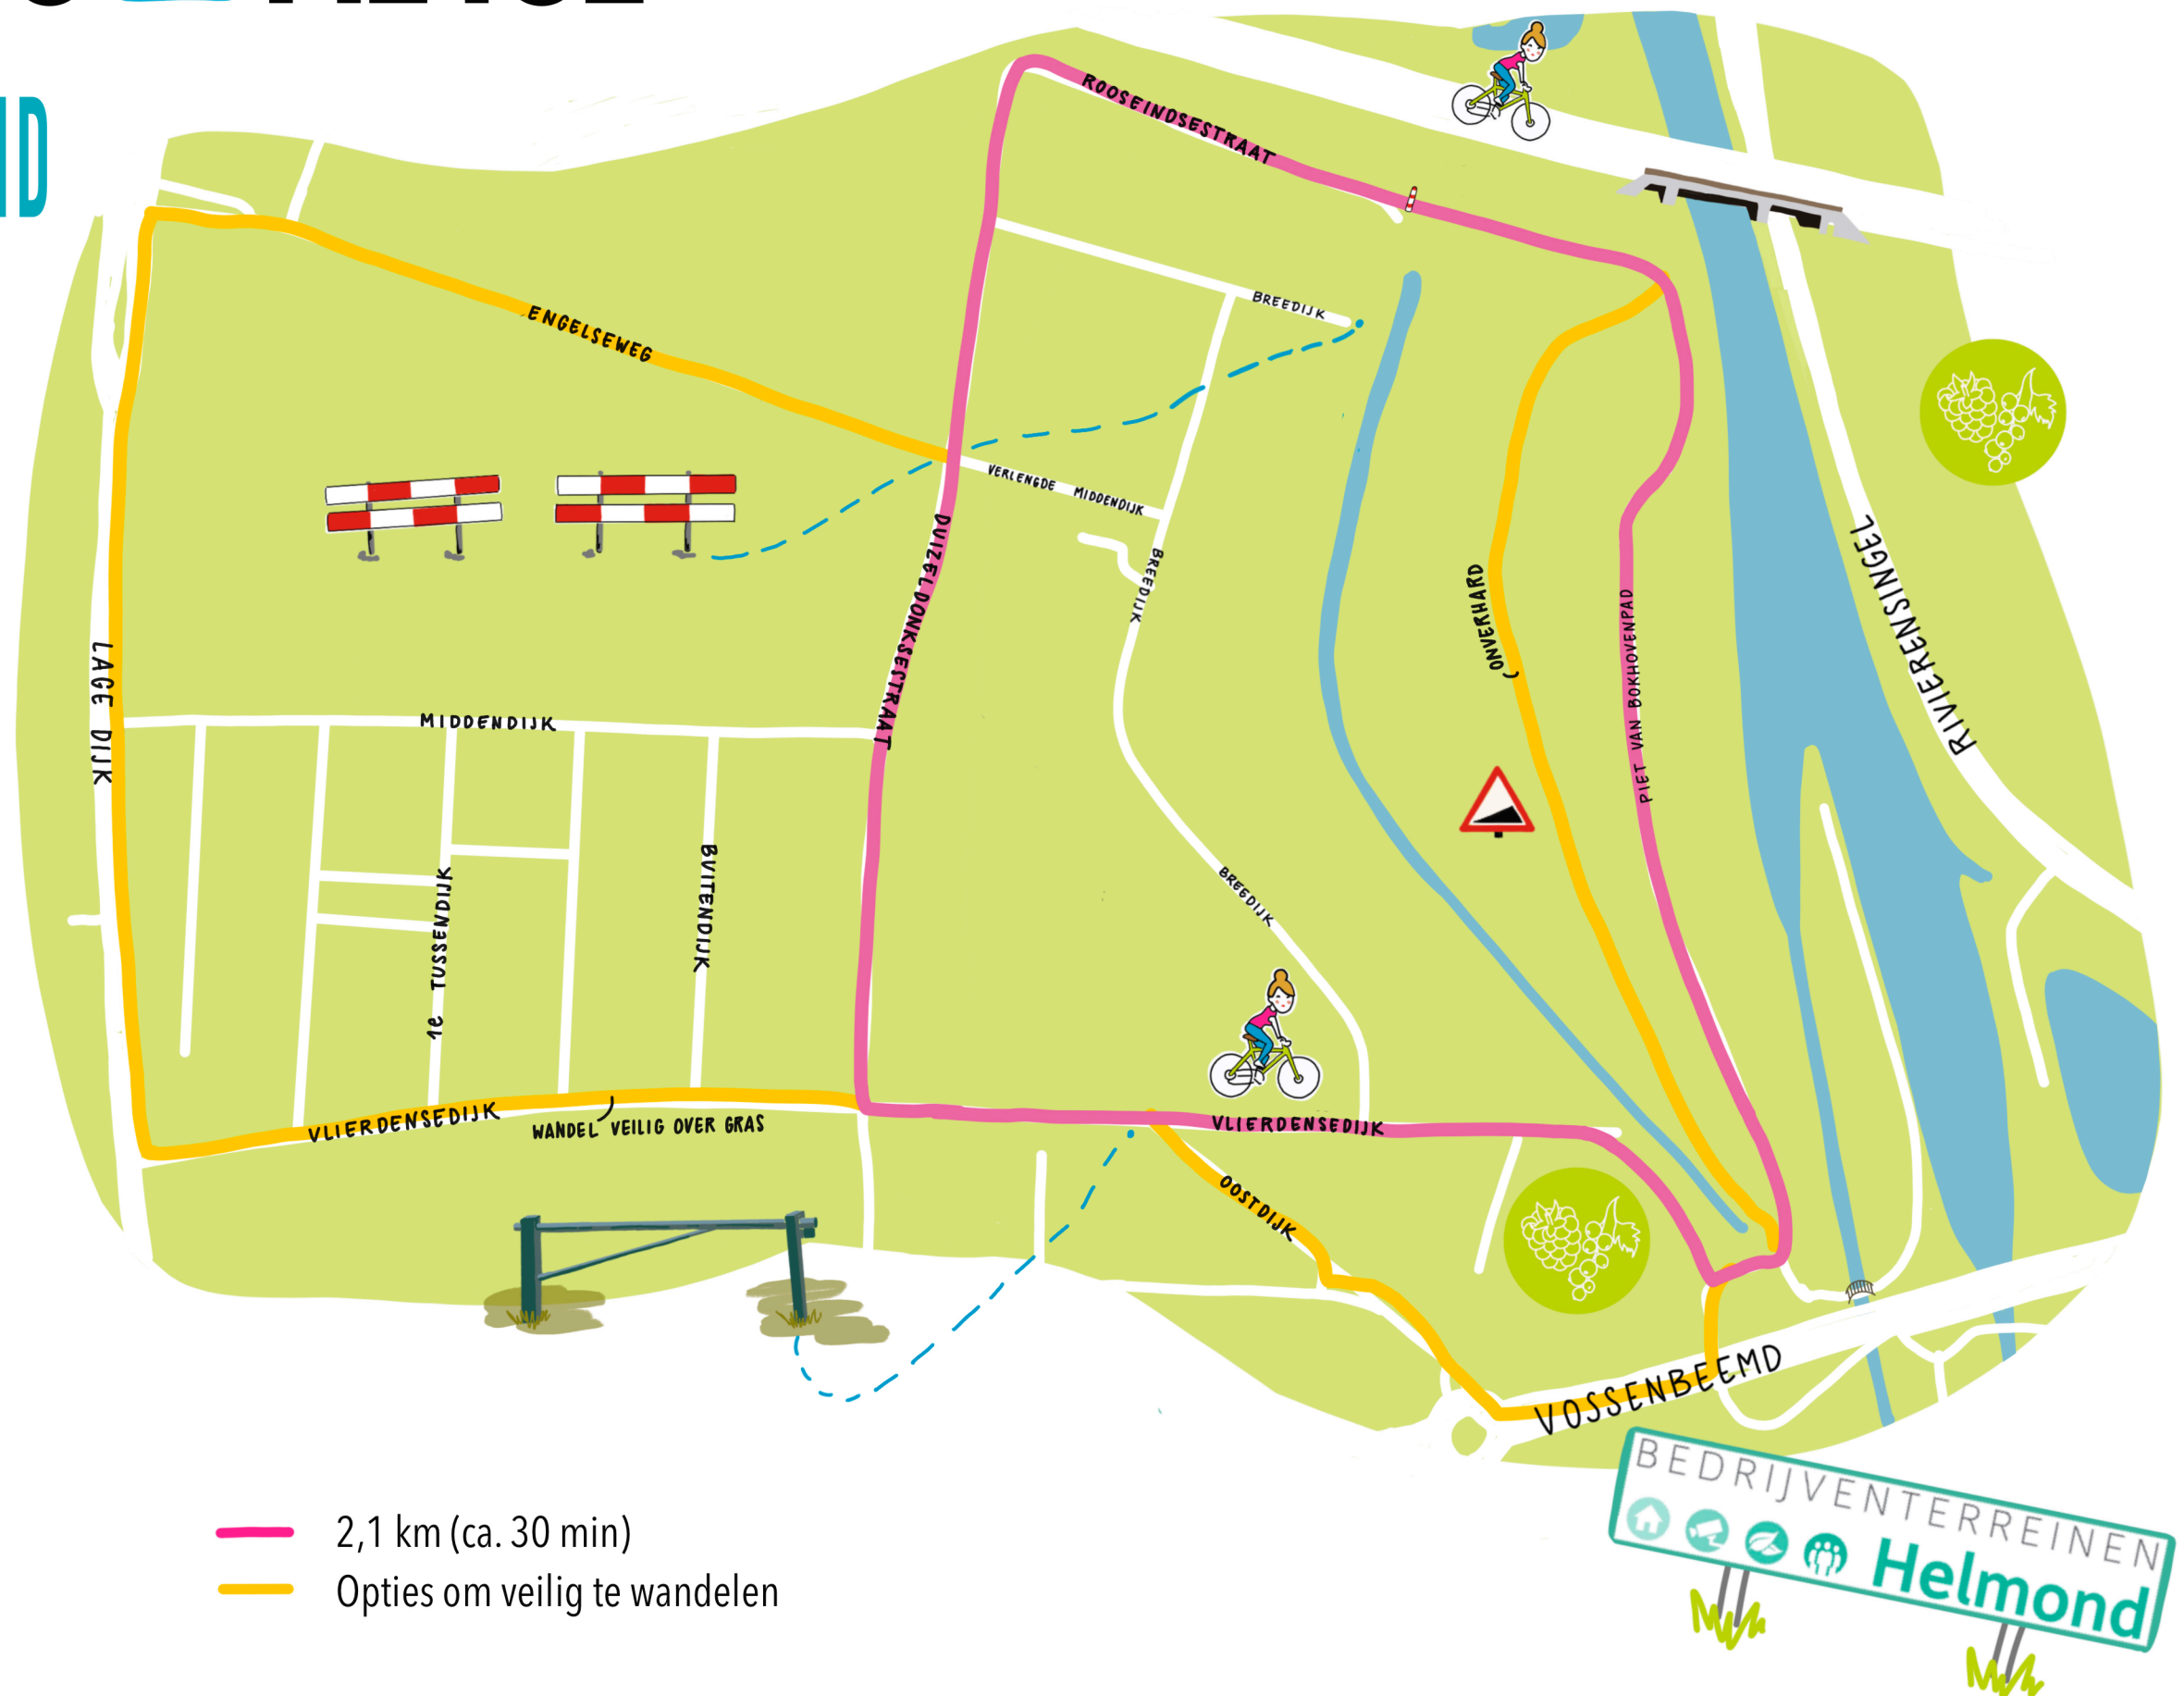 ID
ROOSEINDSESTRAAT
BREEDIJK
ENGELSEWEG
VERLENGDE MIDDENDIJK
DUIZELDONKSESTRAAT
BREEDIJK
ONVERHARD
PIET VAN BOKHOVENPAD
RIVIERENSINGEL
LAGE DIJK
MIDDENDIJK
BUITENDIJK
1e TUSSENDIJK
BREEDIJK
VLIERDENSEDIJK
WANDEL VEILIG OVER GRAS
VLIERDENSEDIJK
OOSTDIJK
VOSSENBEEMD
BEDRIJVENTERREINEN
Helmond
2,1 km (ca. 30 min)
Opties om veilig te wandelen